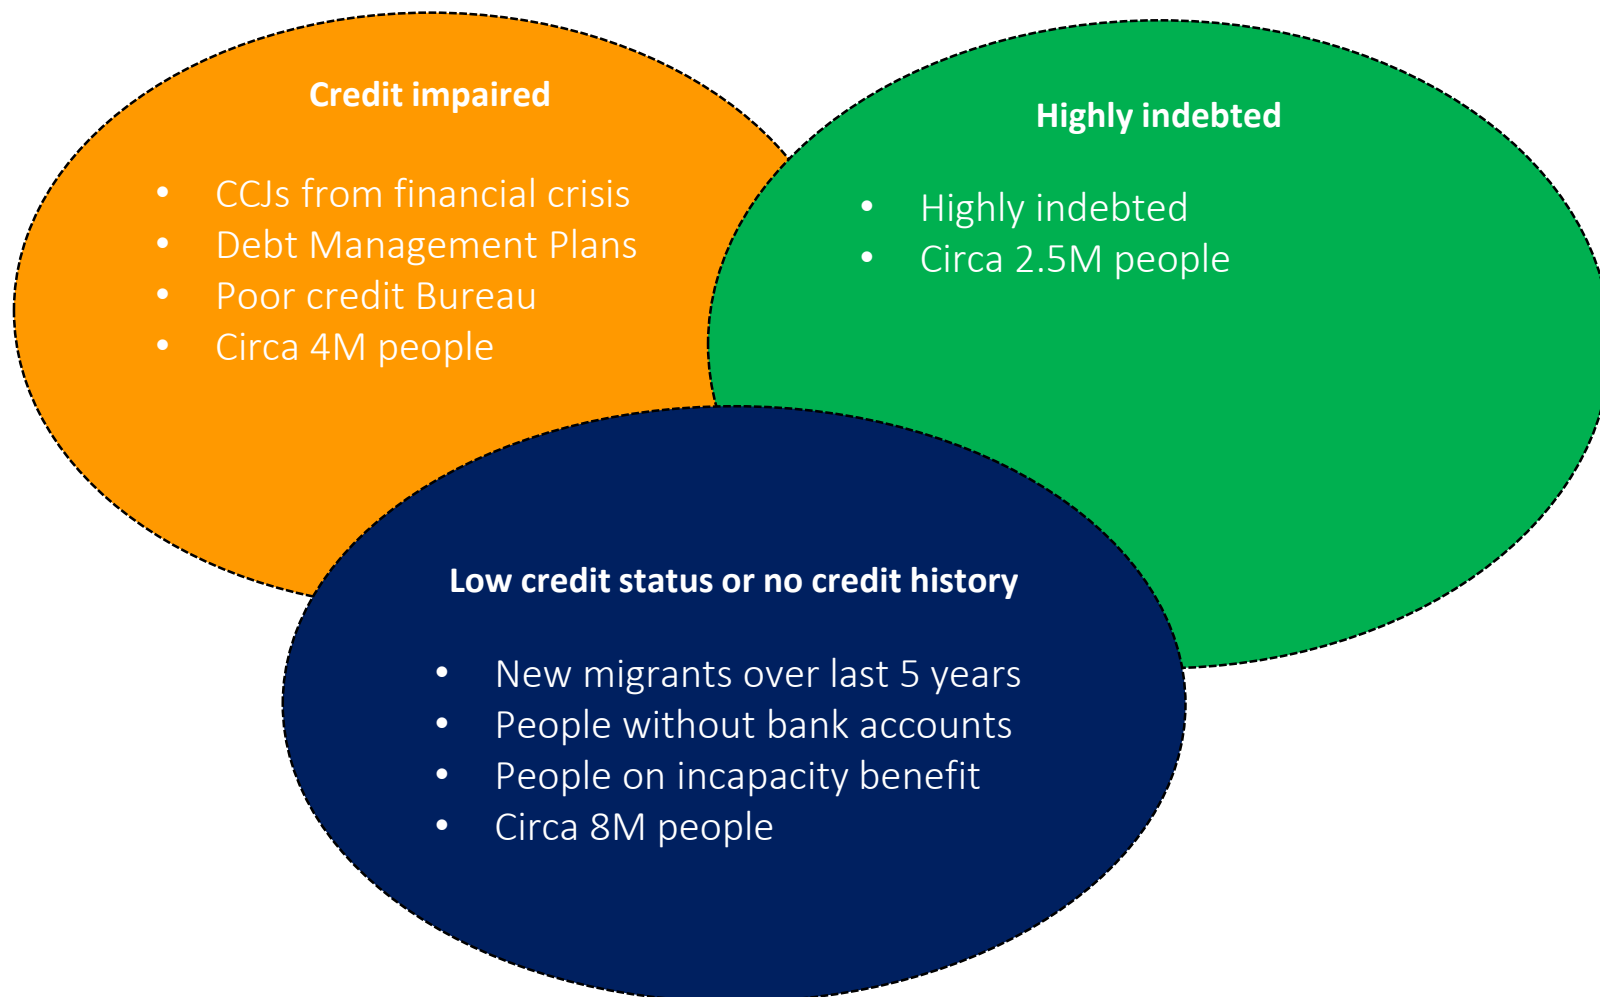 Credit impaired
• CCJs from financial crisis
• Debt Management Plans
• Poor credit Bureau
• Circa 4M people
Highly indebted
• Highly indebted
• Circa 2.5M people
Low credit status or no credit history
• New migrants over last 5 years
• People without bank accounts
• People on incapacity benefit
• Circa 8M people